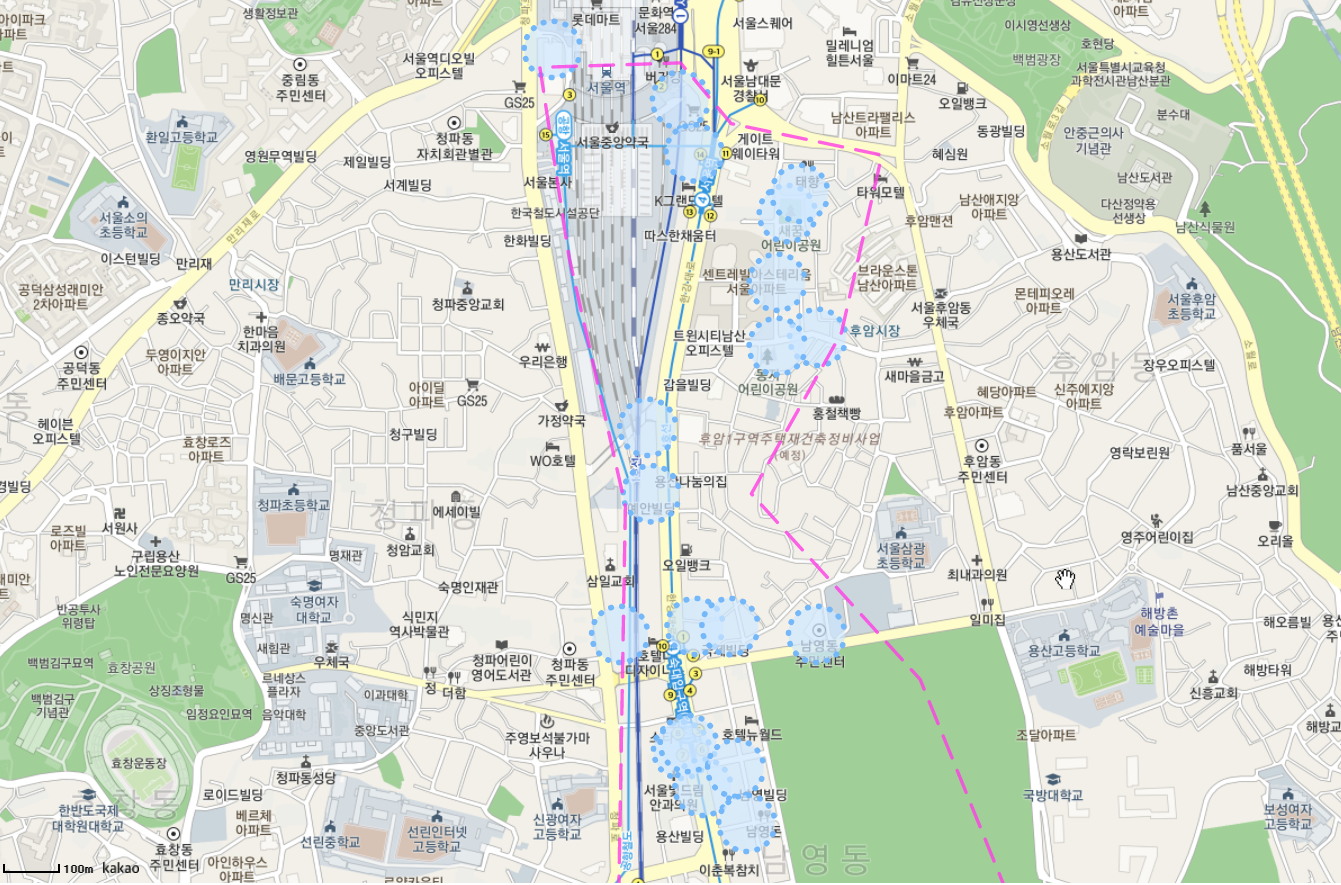 생활정보관
아파트
롯데마트
문화역
서울284
서울스퀘어
밀레니엄
힐튼서울
이시영선생상
백범광장
호현당
서울특별시교육청
과학전시관남산분관
서울역디오빌
오피스텔
중림동
주민센터
GS25
서울역
서울남대문
경찰서
이마트24
오일뱅크
남산트라팰리스
아파트
동광빌딩
분수대
안중근의사
기념관
환일고등학교
청파동
자치회관별관
서울중앙약국
공항
서울역
게이트
웨이타워
혜심원
소월로3길
영원무역빌딩
제일빌딩
서계빌딩
서울본사
K그랜드
타워모텔
남산도서관
다산정약용
선생상
남산애지앙
아파트
후암맨션
남산식물원
서울소의
초등학교
한국철도시설공단
한화빌딩
따스한채움터
새꿈
어린이공원
용산도서관
이스턴빌딩
만리재
만리재로
만리시장
공덕삼성래미안
2차아파트
청파중앙교회
센트레빌아스테리움
서울
브라운스톤
남산아파트
몬테피오레
아파트
서울후암
초등학교
종오약국
한마음
치과의원
한강대로
서울후암동
우체국
트윈시티남산
오피스텔
후암시장
소월로
공덕동
주민센터
두영이지안
아파트
우리은행
배문고등학교
갑을빌딩
어린이공원
새마을금고
후암동
장우오피스텔
아이딜
아파트
GS25
혜당아파트
신주에지앙
아파트
가정약국
홍철책빵
후암아파트
헤이븐
오피스텔
청구빌딩
효창로즈
아파트
WO호텔
후암1구역주택재건축정비사업
(예정)
후암동
주민센터
영락보린원
품서울
나눔의집
남산중앙교회
청파초등학교
청파동
에세이빌
로즈빌
아파트
서원사
구립용산
노인전문요양원
명재관
청암교회
오일뱅크
서울삼광
초등학교
영주어린이집
오리올
GS25
삼일교회
최내과의원
숙명인재관
숙명여자
대학교
반공투사
위령탑
명신관
식민지
역사박물관
일미집
해방촌
예술마을
해오름빌
새힘관
우체국
청파어린이
영어도서관
청파동
주민센터
남영동
주민센터
용산고등학교
해방타워
백범김구묘역
효창공원
백범김구
기념관
상징조형물
임정요인묘역
르네상스
플라자
음악대학
이과대학
정
더함
신흥교회
중앙도서관
주영보석불가마
사우나
호텔뉴월드
조달아파트
해방교
효창운동장
청파동성당
한반도국제
대학원대학교
로이드빌딩
국방대학교
보성여자
고등학교
베르체
아파트
선린중학교
선린인터넷
고등학교
신광여자
고등학교
용산빌딩
효창동
효창동
주민센터
아인하우스
아파트
이춘복참치
남영동
100m
kakao